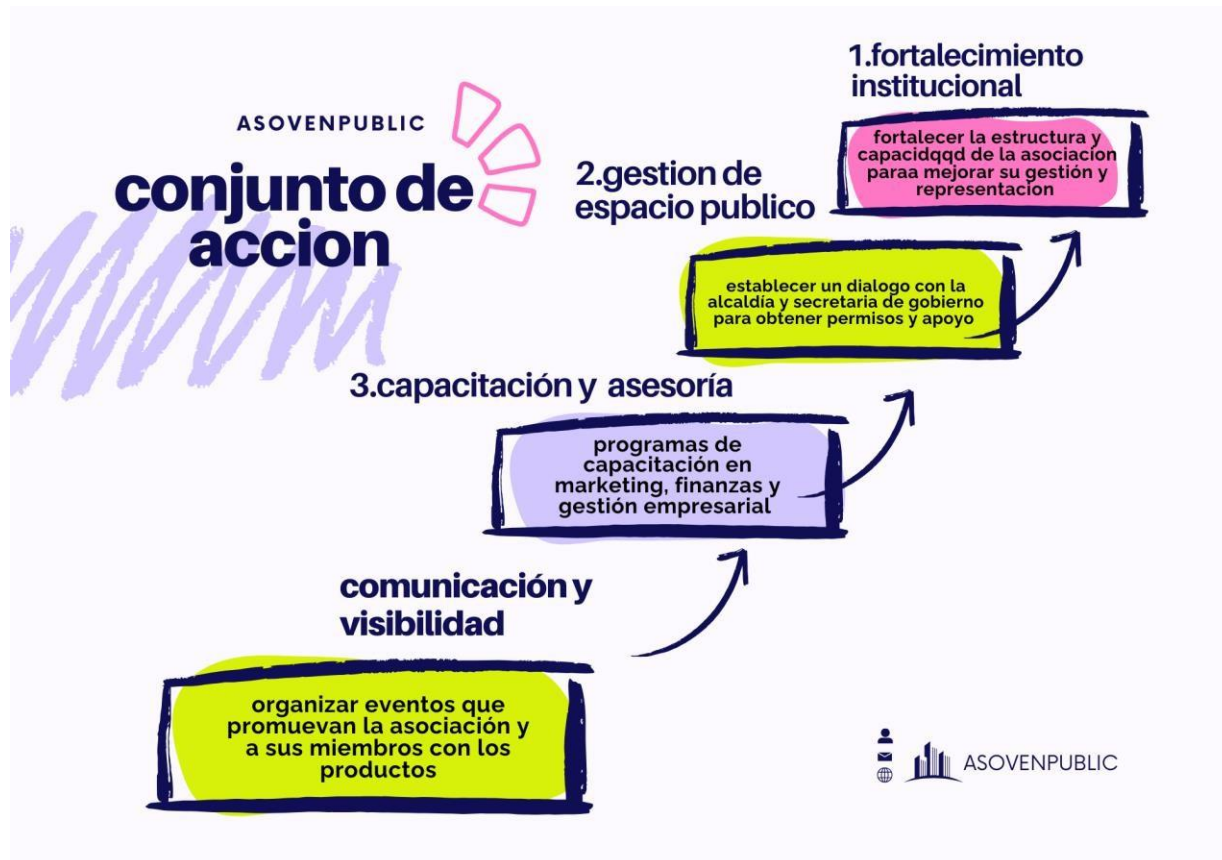 ASOVENPUBLIC
conjunto de
accion
1.fortalecimiento
institucional
fortalecer la estructura y
capacidqqd de la asociacion
paraa mejorar su gestión y
representacion
2.gestion de
espacio publico
establecer un dialogo con la
alcaldía y secretaria de gobierno
para obtener permisos y apoyo
3.capacitación y asesoría
programas de
capacitación en
marketing, finanzas y
gestión empresarial
comunicación y
visibilidad
organizar eventos que
promuevan la asociación y
a sus miembros con los
productos
ASOVENPUBLIC